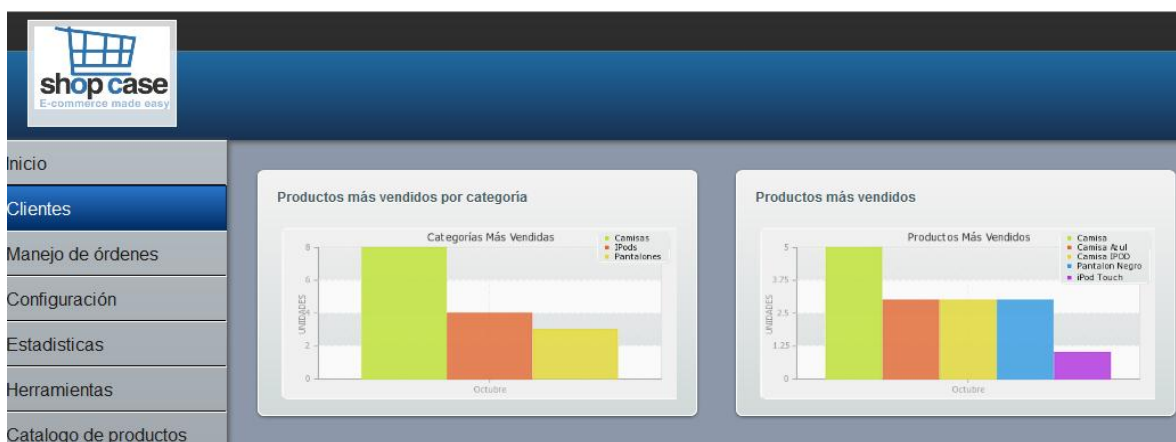 shop case
E-commerce made easy
Inicio
Clientes
Manejo de órdenes
Configuración
Estadisticas
Herramientas
Catalogo de productos
Productos más vendidos por categoría
Categorías Más Vendidas
Camisas
IPods
Pantalones
8
6
4
2
0
UNIDADES
Octubre
Productos más vendidos
Productos Más Vendidos
Camisa
Camisa Azul
Camisa IPOD
Pantalon Negro
iPod Touch
5
3.75
2.5
1.25
0
UNIDADES
Octubre